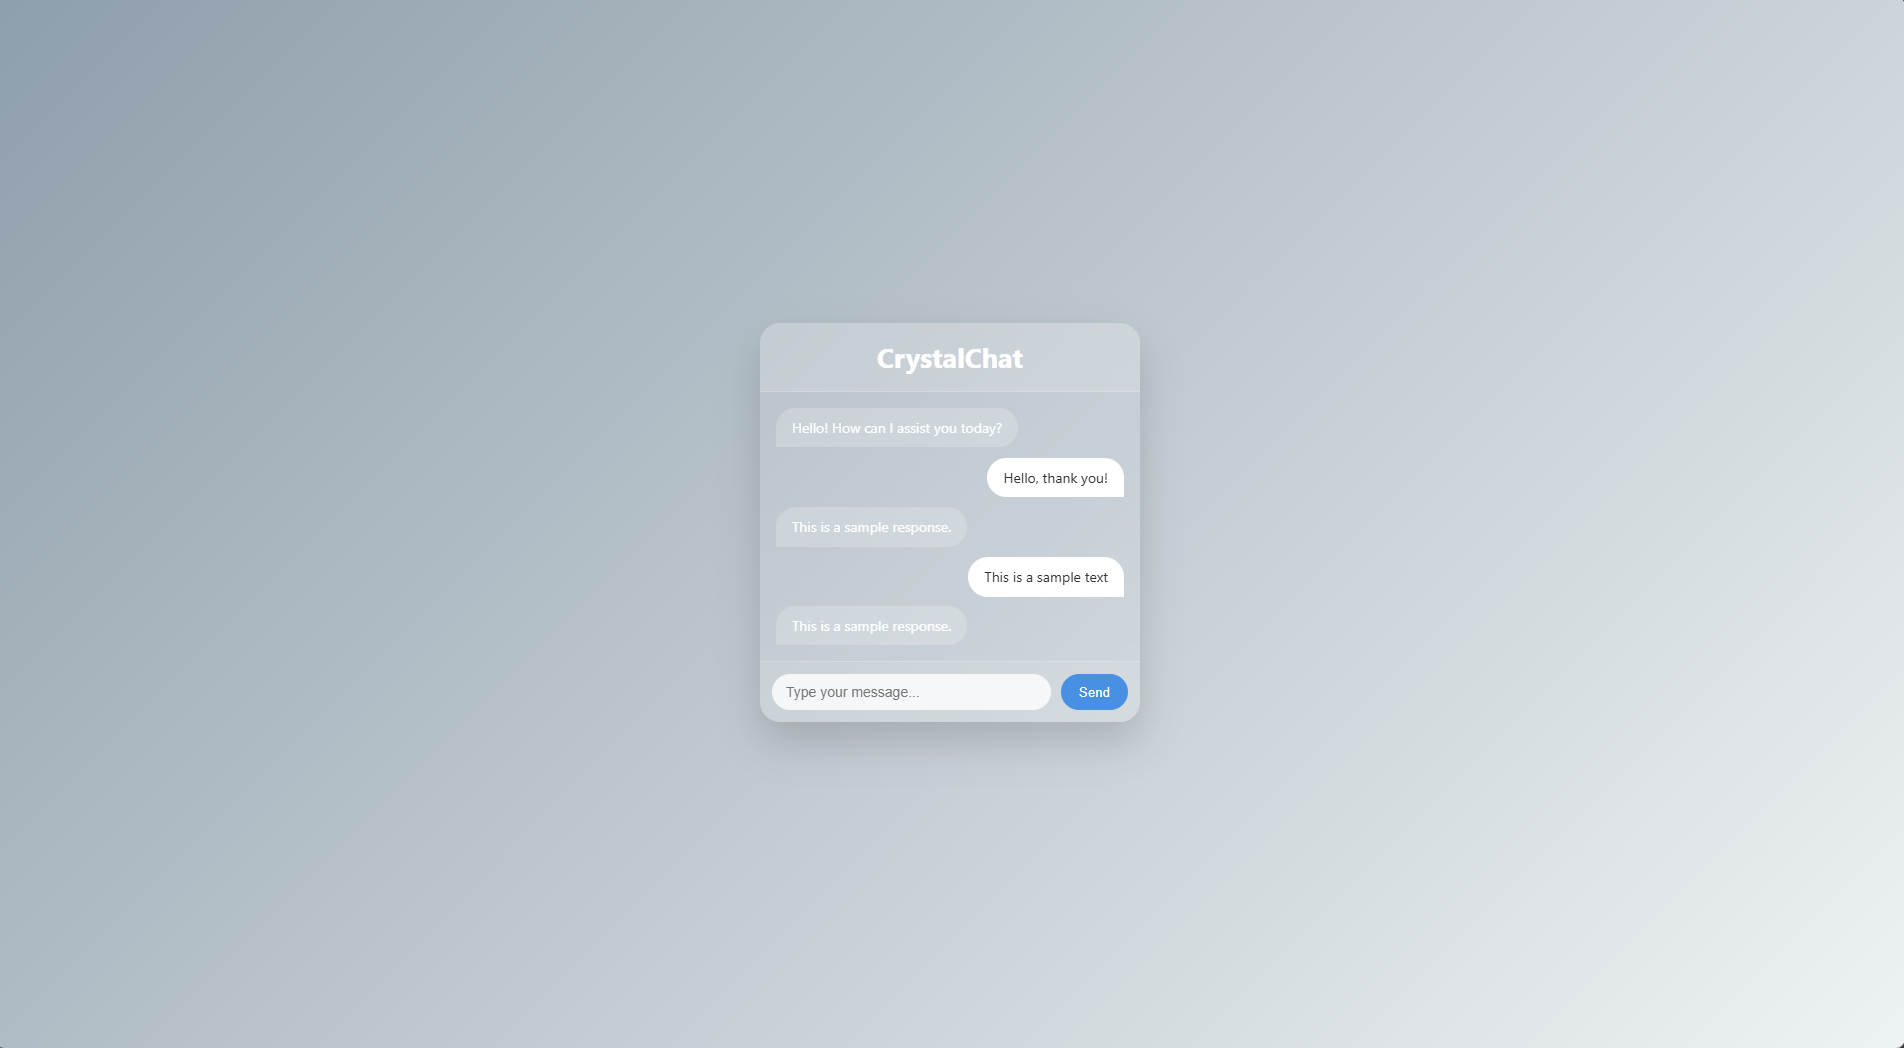 CrystalChat
Hello! How can I assist you today?
Hello, thank you!
This is a sample response.
This is a sample text
This is a sample response.
Type your message...
Send